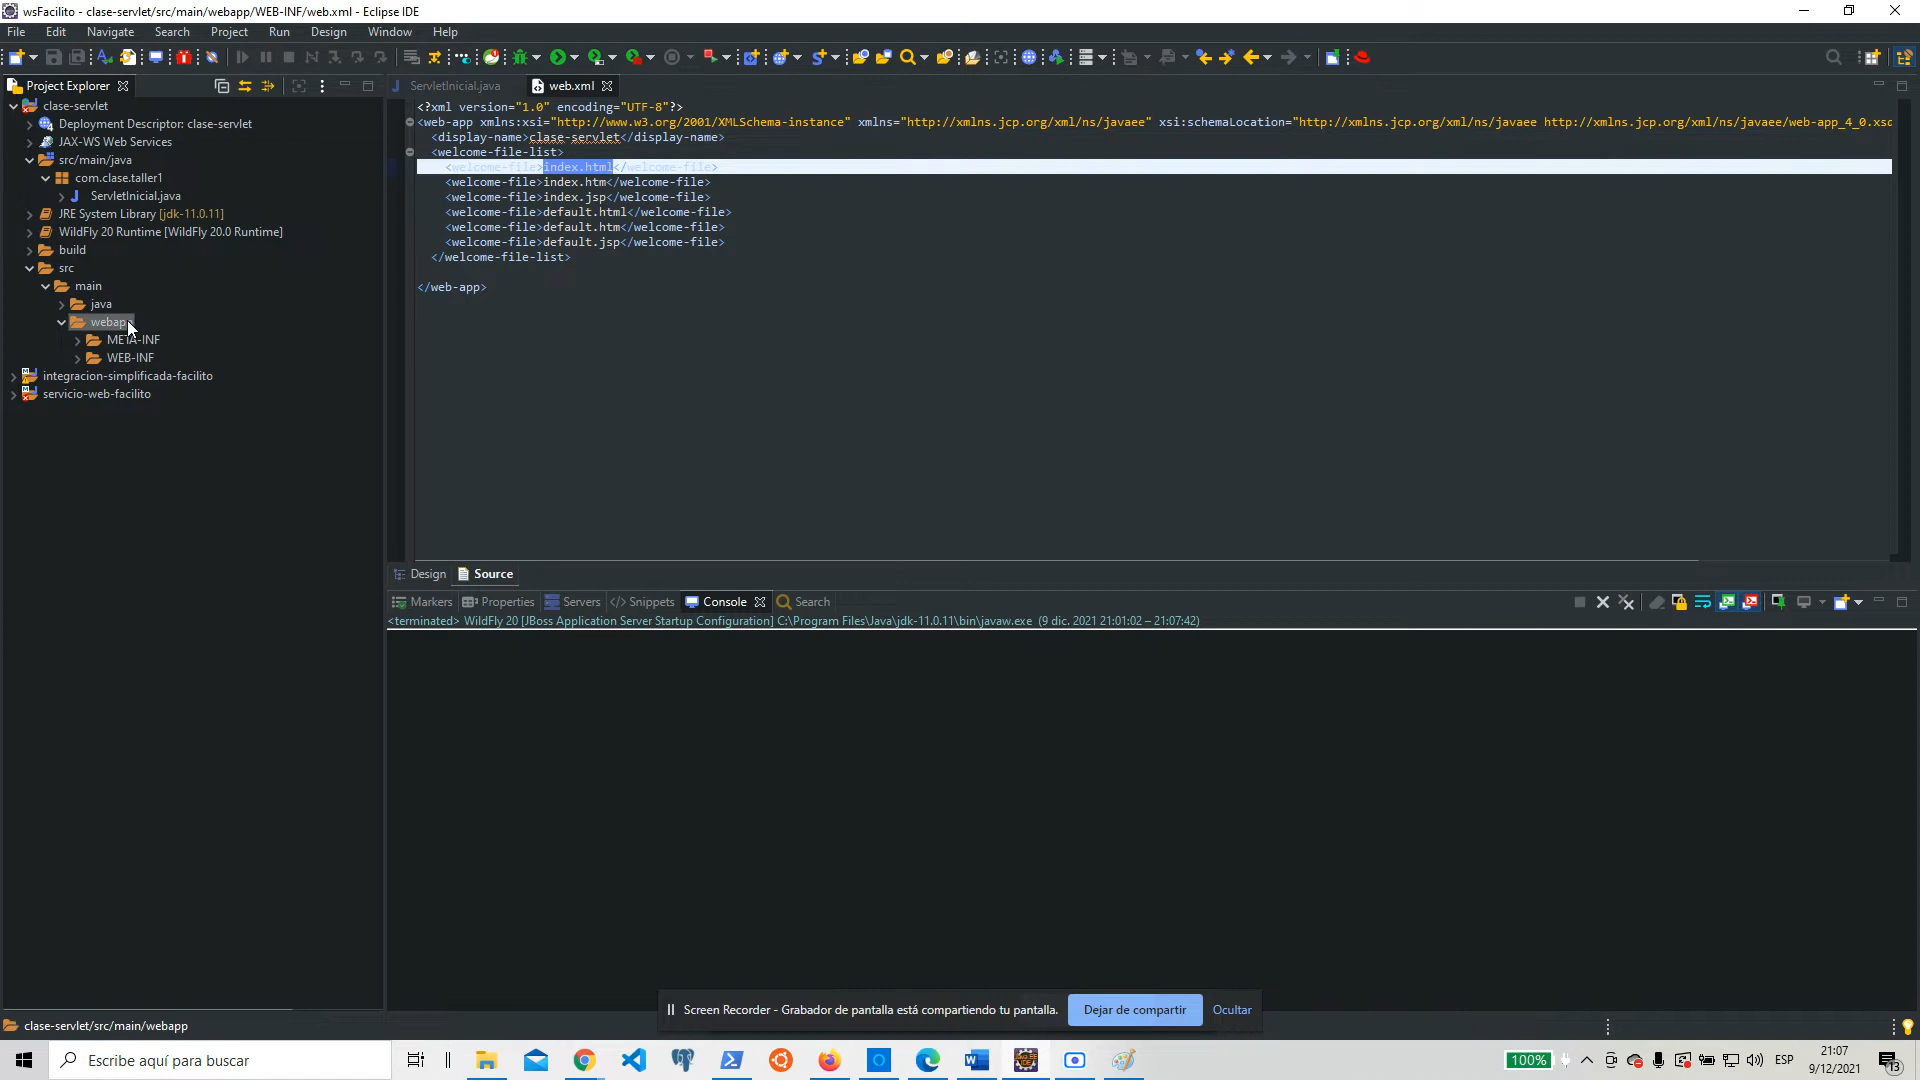 wsFacilito - clase-servlet/src/main/webapp/WEB-INF/web.xml - Eclipse IDE
File Edit Navigate Search Project Run Design Window Help
Project Explorer
ServletInicial.java web.xml
clase-servlet
Deployment Descriptor: clase-servlet
JAX-WS Web Services
src/main/java
com.clase.taller1
ServletInicial.java
JRE System Library [jdk-11.0.11]
WildFly 20 Runtime [WildFly 20.0 Runtime]
build
src
main
java
webapp
META-INF
WEB-INF
integracion-simplificada-facilito
servicio-web-facilito
<?xml version="1.0" encoding="UTF-8"?>
<web-app xmlns:xsi="http://www.w3.org/2001/XMLSchema-instance" xmlns="http://xmlns.jcp.org/xml/ns/javaee" xsi:schemaLocation="http://xmlns.jcp.org/xml/ns/javaee http://xmlns.jcp.org/xml/ns/javaee/web-app_4_0.xsd
<display-name>clase-servlet</display-name>
<welcome-file-list>
<welcome-file>index.html</welcome-file>
<welcome-file>index.htm</welcome-file>
<welcome-file>index.jsp</welcome-file>
<welcome-file>default.html</welcome-file>
<welcome-file>default.htm</welcome-file>
<welcome-file>default.jsp</welcome-file>
</welcome-file-list>
</web-app>
Design Source
Markers Properties Servers Snippets Console Search
<terminated> WildFly 20 [JBoss Application Server Startup Configuration] C:\Program Files\Java\jdk-11.0.11\bin\javaw.exe (9 dic. 2021 21:01:02 – 21:07:42)
Screen Recorder - Grabador de pantalla está compartiendo tu pantalla. Dejar de compartir Ocultar
clase-servlet/src/main/webapp
Escribe aquí para buscar
100% ESP 21:07
9/12/2021
13